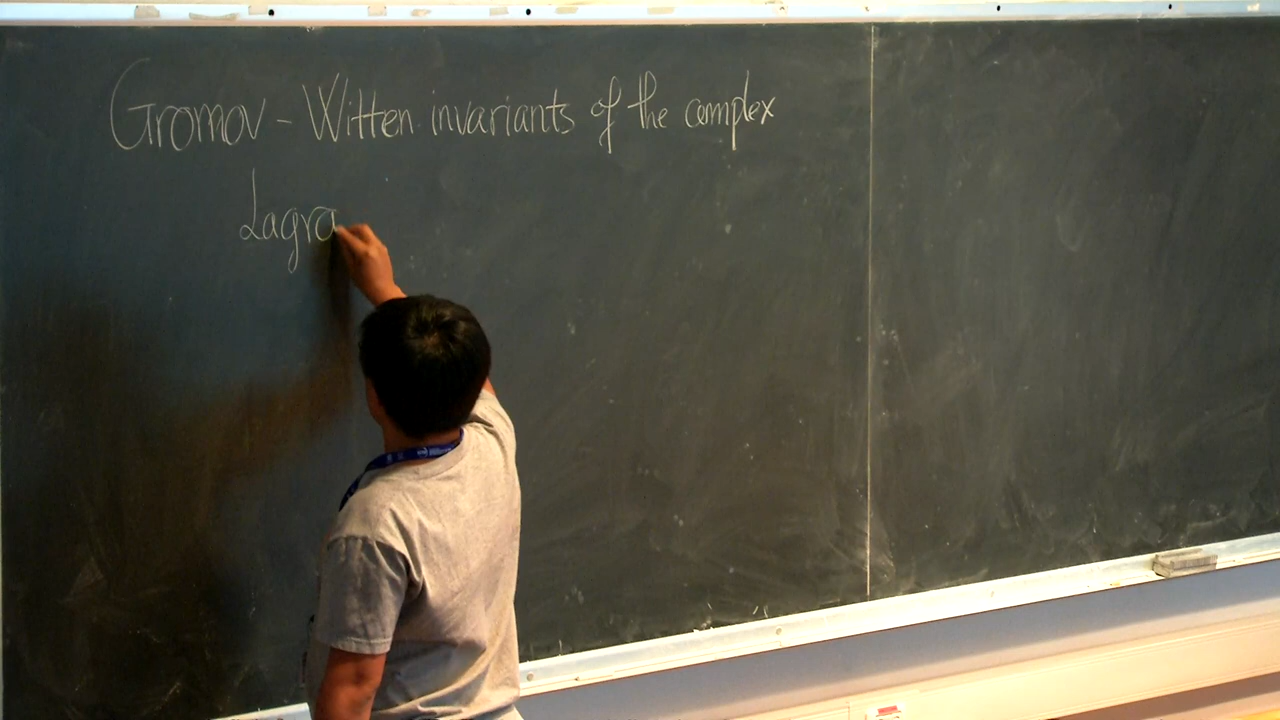 Gromov - Witten invariants of the complex
Lagra